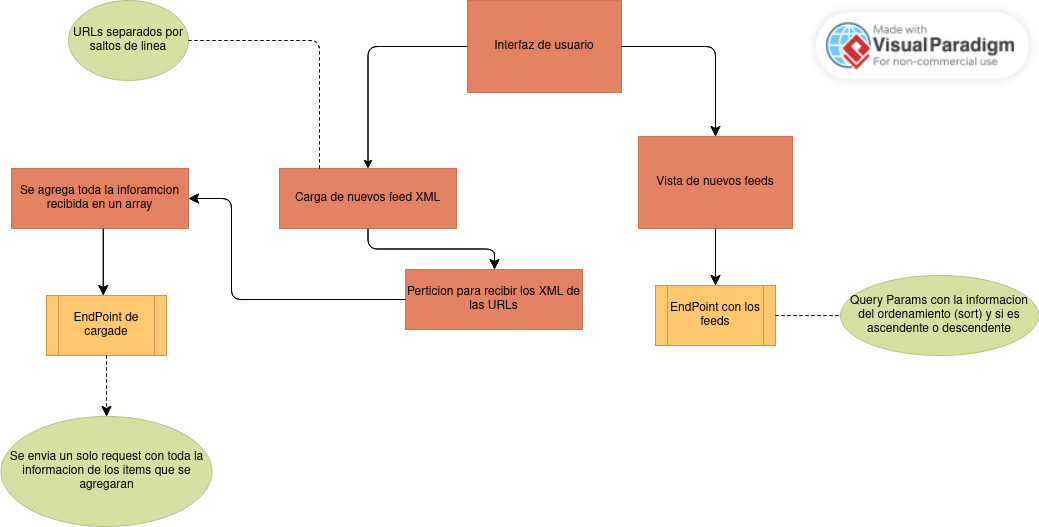 URLs separados por
saltos de linea
Interfaz de usuario
Made with
Visual Paradigm
For non-commercial use
Se agrega toda la inforamcion
recibida en un array
Carga de nuevos feed XML
Vista de nuevos feeds
Perticion para recibir los XML de
las URLs
EndPoint de
cargade
EndPoint con los
feeds
Query Params con la informacion
del ordenamiento (sort) y si es
ascendente o descendente
Se envia un solo request con toda la
informacion de los items que se
agregaran